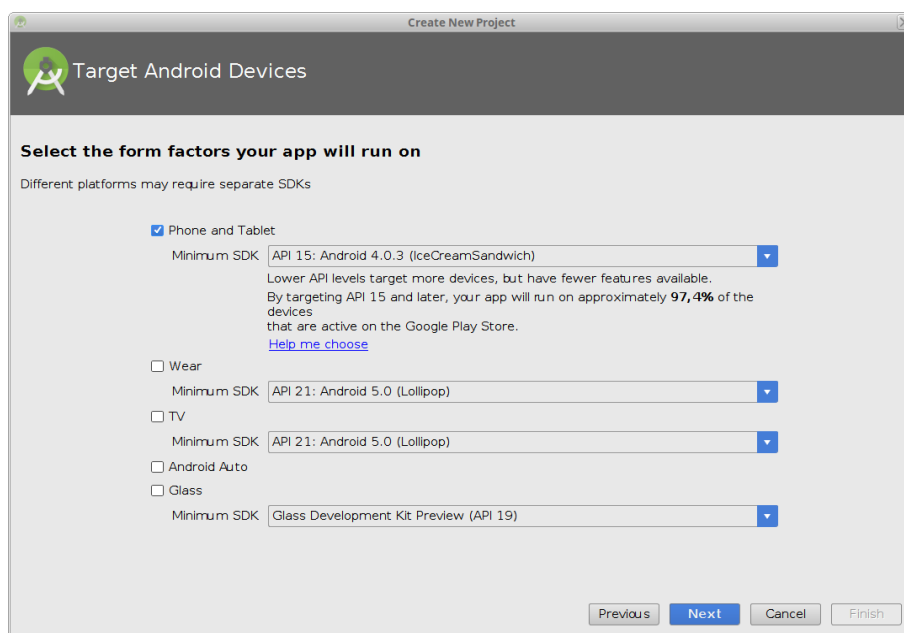 Create New Project
Target Android Devices
Select the form factors your app will run on
Different platforms may require separate SDKs
Phone and Tablet
Minimum SDK API 15: Android 4.0.3 (IceCreamSandwich)
Lower API levels target more devices, but have fewer features available.
By targeting API 15 and later, your app will run on approximately 97,4% of the
devices
that are active on the Google Play Store.
Help me choose
Wear
Minimum SDK API 21: Android 5.0 (Lollipop)
TV
Minimum SDK API 21: Android 5.0 (Lollipop)
Android Auto
Glass
Minimum SDK Glass Development Kit Preview (API 19)
Previous Next Cancel Finish